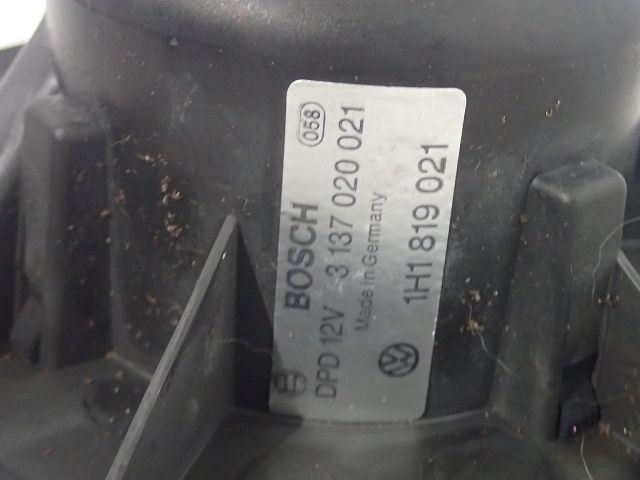 BOSCH 058
DPD 12V 3 137 020 021
Made in Germany
1H1 819 021